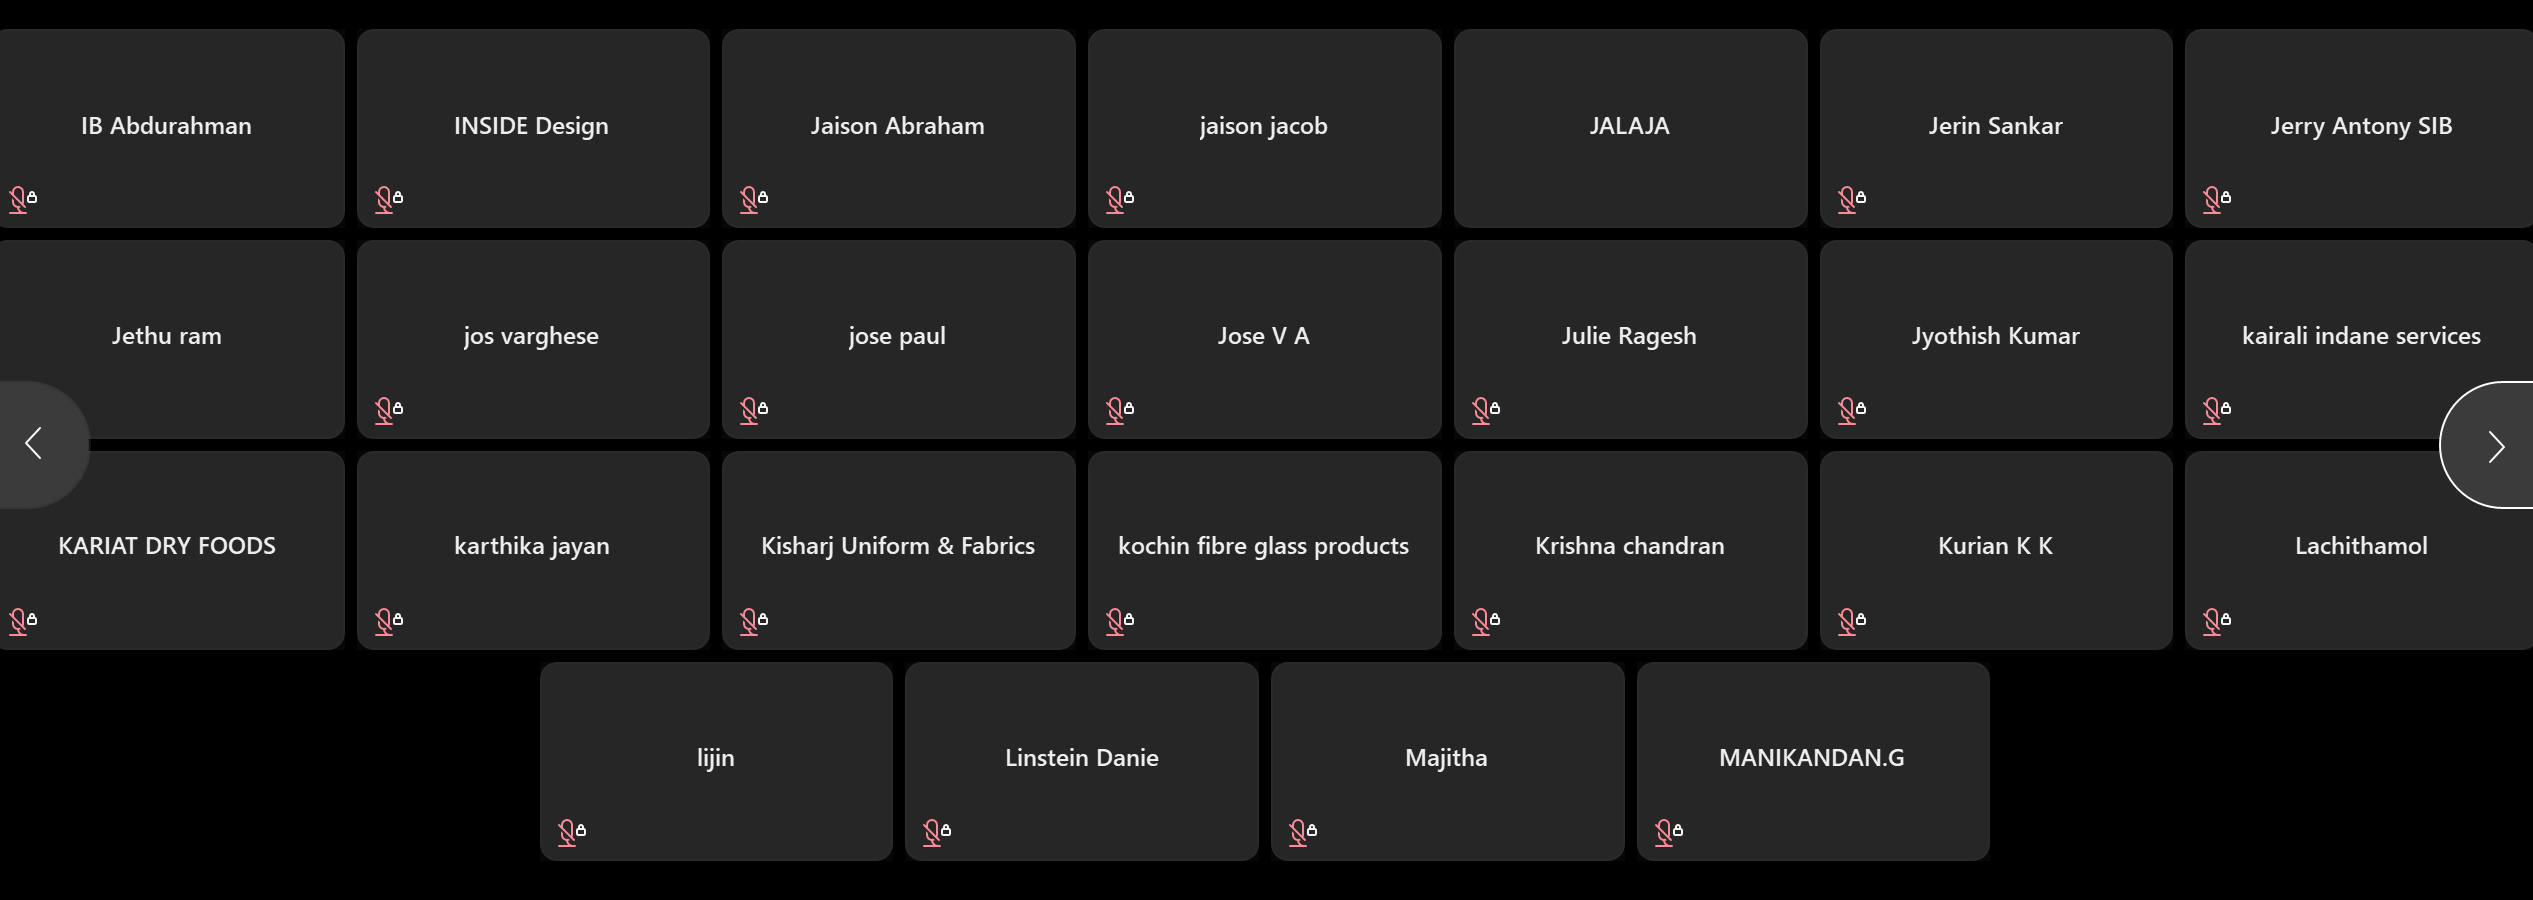 IB Abdurahman
INSIDE Design
Jaison Abraham
jaison jacob
JALAJA
Jerin Sankar
Jerry Antony SIB
Jethu ram
jos varghese
jose paul
Jose V A
Julie Ragesh
Jyothish Kumar
kairali indane services
KARIAT DRY FOODS
karthika jayan
Kisharj Uniform & Fabrics
kochin fibre glass products
Krishna chandran
Kurian K K
Lachithamol
lijin
Linstein Danie
Majitha
MANIKANDAN.G